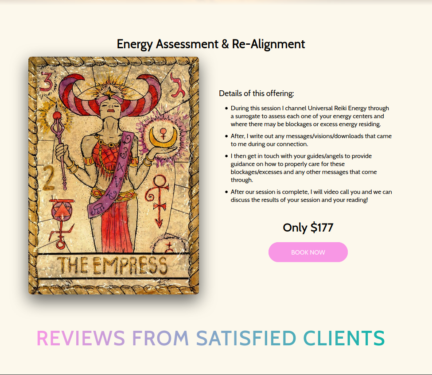 Energy Assessment & Re-Alignment
3
2
THE EMPRESS
Details of this offering:
During this session I channel Universal Reiki Energy through
a surrogate to assess each one of your energy centers and
where there may be blockages or excess energy residing.
After, I write out any messages/visions/downloads that came
to me during our connection.
I then get in touch with your guides/angels to provide
guidance on how to properly care for these
blockages/excesses and any other messages that come
through.
After our session is complete, I will video call you and we can
discuss the results of your session and your reading!
Only $177
BOOK NOW
REVIEWS FROM SATISFIED CLIENTS